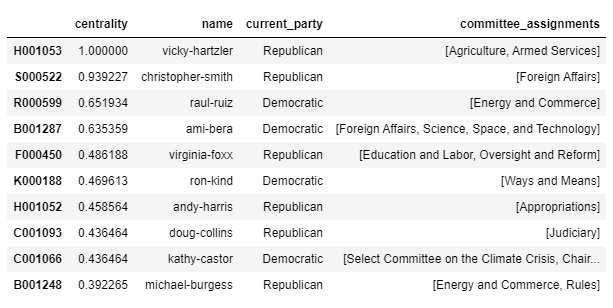 centrality name current_party committee_assignments
H001053 1.000000 vicky-hartzler Republican [Agriculture, Armed Services]
S000522 0.939227 christopher-smith Republican [Foreign Affairs]
R000599 0.651934 raul-ruiz Democratic [Energy and Commerce]
B001287 0.635359 ami-bera Democratic [Foreign Affairs, Science, Space, and Technology]
F000450 0.486188 virginia-foxx Republican [Education and Labor, Oversight and Reform]
K000188 0.469613 ron-kind Democratic [Ways and Means]
H001052 0.458564 andy-harris Republican [Appropriations]
C001093 0.436464 doug-collins Republican [Judiciary]
C001066 0.436464 kathy-castor Democratic [Select Committee on the Climate Crisis, Chair...
B001248 0.392265 michael-burgess Republican [Energy and Commerce, Rules]